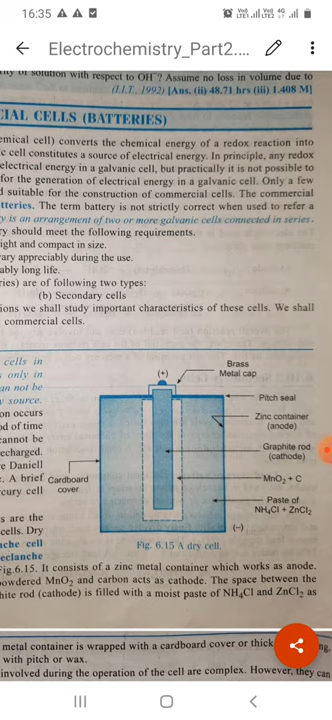 16:35
Vo) LTE1 Vo) LTE2 4G
Electrochemistry_Part2....
of solution with respect to OH⁻? Assume no loss in volume due to
(I.I.T., 1992) [Ans. (ii) 48.71 hrs (iii) 1.408 M]
CIAL CELLS (BATTERIES)
emical cell) converts the chemical energy of a redox reaction into
c cell constitutes a source of electrical energy. In principle, any redox
electrical energy in a galvanic cell, but practically it is not possible to
for the generation of electrical energy in a galvanic cell. Only a few
d suitable for the construction of commercial cells. The commercial
tteries. The term battery is not strictly correct when used to refer a
y is an arrangement of two or more galvanic cells connected in series.
ry should meet the following requirements.
ight and compact in size.
ary appreciably during the use.
ably long life.
ries) are of following two types:
(b) Secondary cells
ions we shall study important characteristics of these cells. We shall
commercial cells.
cells in
only in
an not be
source.
on occurs
od of time
cannot be
echarged.
e Daniell
. A brief
cury cell
s are the
cells. Dry
nche cell
eclanche
(+)
Brass
Metal cap
Pitch seal
Zinc container
(anode)
Graphite rod
(cathode)
Cardboard
cover
MnO₂ + C
Paste of
NH₄Cl + ZnCl₂
(–)
Fig. 6.15 A dry cell.
Fig.6.15. It consists of a zinc metal container which works as anode.
owdered MnO₂ and carbon acts as cathode. The space between the
hite rod (cathode) is filled with a moist paste of NH₄Cl and ZnCl₂ as
metal container is wrapped with a cardboard cover or thick
ng.
with pitch or wax.
involved during the operation of the cell are complex. However, they can